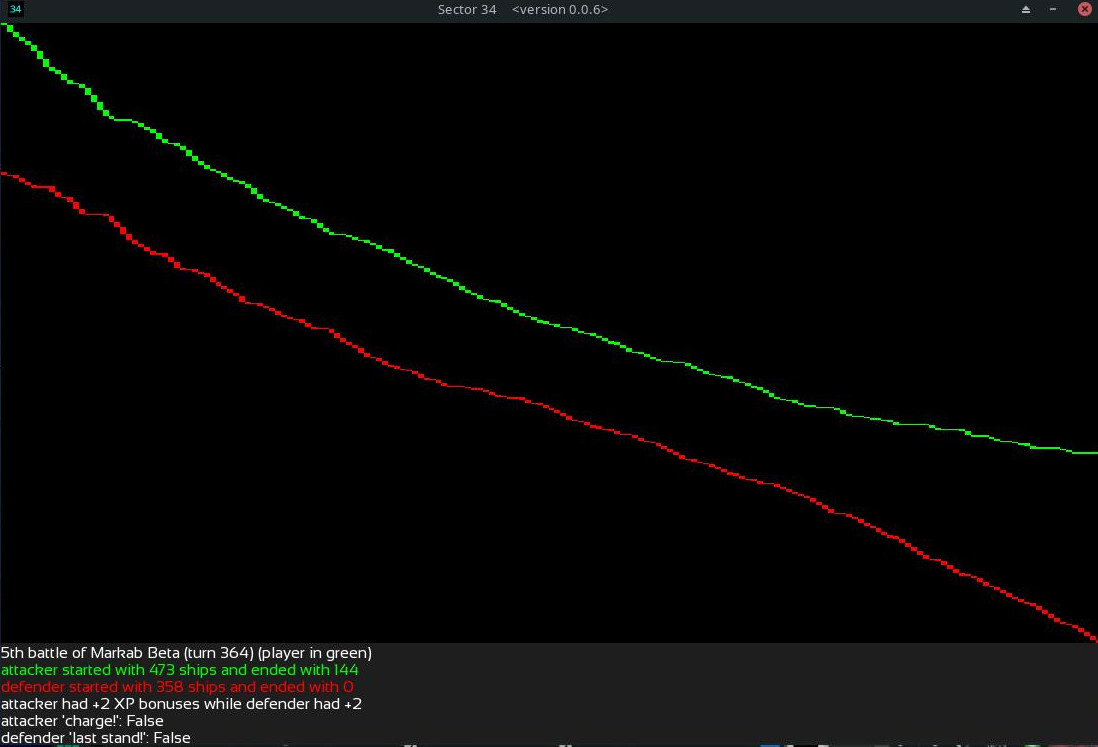 34
Sector 34 <version 0.0.6>
5th battle of Markab Beta (turn 364) (player in green)
attacker started with 473 ships and ended with 144
defender started with 358 ships and ended with 0
attacker had +2 XP bonuses while defender had +2
attacker 'charge!': False
defender 'last stand!': False